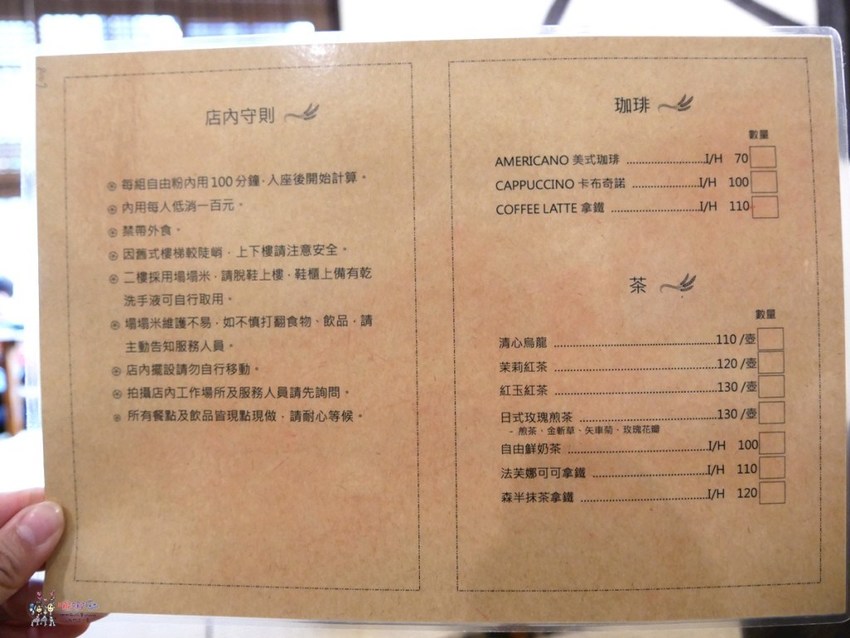 店內守則
每組自由粉內用100分鐘，入座後開始計算。
內用每人低消一百元。
禁帶外食。
因舊式樓梯較陡峭，上下樓請注意安全。
二樓採用塌塌米，請脫鞋上樓，鞋櫃上備有乾
洗手液可自行取用。
塌塌米維護不易，如不慎打翻食物、飲品，請
主動告知服務人員。
店內擺設請勿自行移動。
拍攝店內工作場所及服務人員請先詢問。
所有餐點及飲品皆現點現做，請耐心等候。
珈琲
數量
AMERICANO 美式珈琲 ........................I/H 70
CAPPUCCINO 卡布奇諾 ....................I/H 100
COFFEE LATTE 拿鐵 ..........................I/H 110
茶
數量
清心烏龍 ..........................................110 /壺
茉莉紅茶 ..........................................120 /壺
紅玉紅茶 ..........................................130 /壺
日式玫瑰煎茶 ...................................130 /壺
- 煎茶、金斬草、矢車菊、玫瑰花瓣
自由鮮奶茶 ....................................I/H 100
法芙娜可可拿鐵 .............................I/H 110
森半抹茶拿鐵 .................................I/H 120